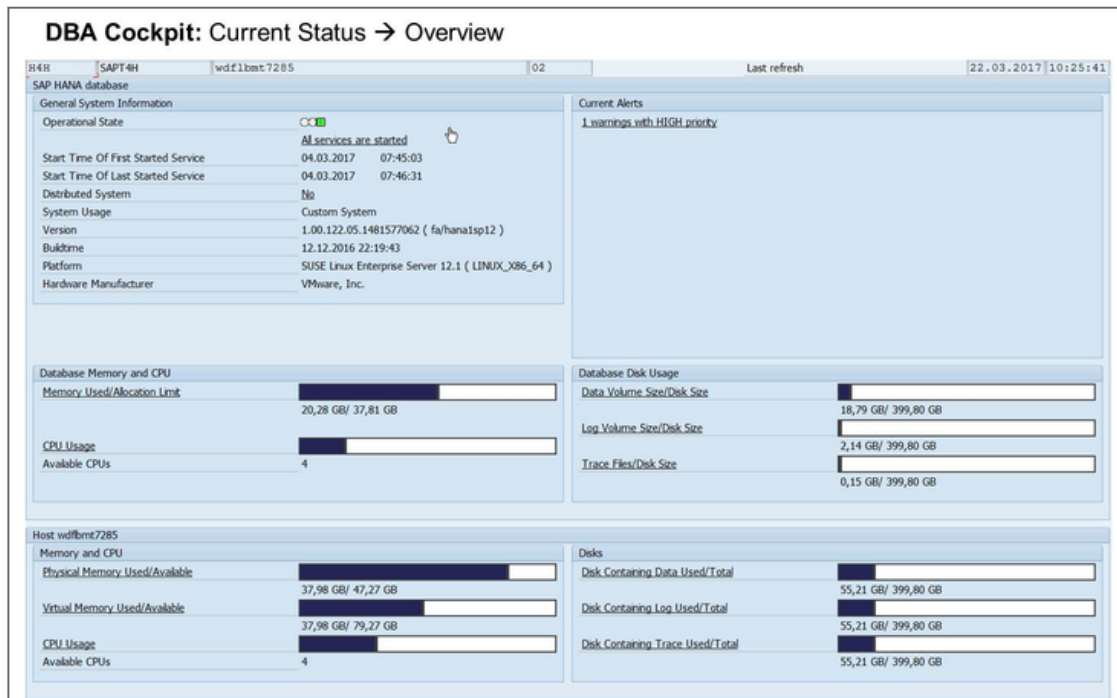 DBA Cockpit: Current Status → Overview
H4H SAPT4H wdflbmt7285 02 Last refresh 22.03.2017 10:25:41
SAP HANA database
General System Information
Operational State
All services are started
Start Time Of First Started Service 04.03.2017 07:45:03
Start Time Of Last Started Service 04.03.2017 07:46:31
Distributed System No
System Usage Custom System
Version 1.00.122.05.1481577062 ( fa/hana1sp12 )
Buildtime 12.12.2016 22:19:43
Platform SUSE Linux Enterprise Server 12.1 ( LINUX_X86_64 )
Hardware Manufacturer VMware, Inc.
Current Alerts
1 warnings with HIGH priority
Database Memory and CPU
Memory Used/Allocation Limit
20,28 GB/ 37,81 GB
CPU Usage
Available CPUs 4
Database Disk Usage
Data Volume Size/Disk Size
18,79 GB/ 399,80 GB
Log Volume Size/Disk Size
2,14 GB/ 399,80 GB
Trace Files/Disk Size
0,15 GB/ 399,80 GB
Host wdflbmt7285
Memory and CPU
Physical Memory Used/Available
37,98 GB/ 47,27 GB
Virtual Memory Used/Available
37,98 GB/ 79,27 GB
CPU Usage
Available CPUs 4
Disks
Disk Containing Data Used/Total
55,21 GB/ 399,80 GB
Disk Containing Log Used/Total
55,21 GB/ 399,80 GB
Disk Containing Trace Used/Total
55,21 GB/ 399,80 GB